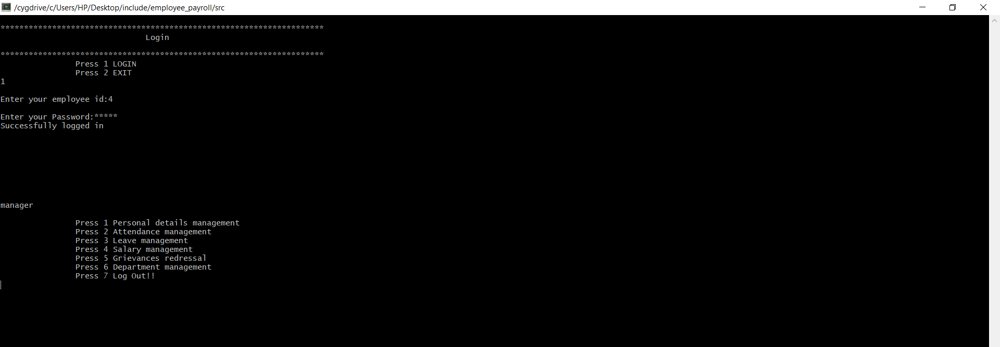 /cygdrive/c/Users/HP/Desktop/include/employee_payroll/src
*********************************************************************
Login
*********************************************************************
Press 1 LOGIN
Press 2 EXIT
1
Enter your employee id:4
Enter your Password:*****
Successfully logged in
manager
Press 1 Personal details management
Press 2 Attendance management
Press 3 Leave management
Press 4 Salary management
Press 5 Grievances redressal
Press 6 Department management
Press 7 Log Out!!